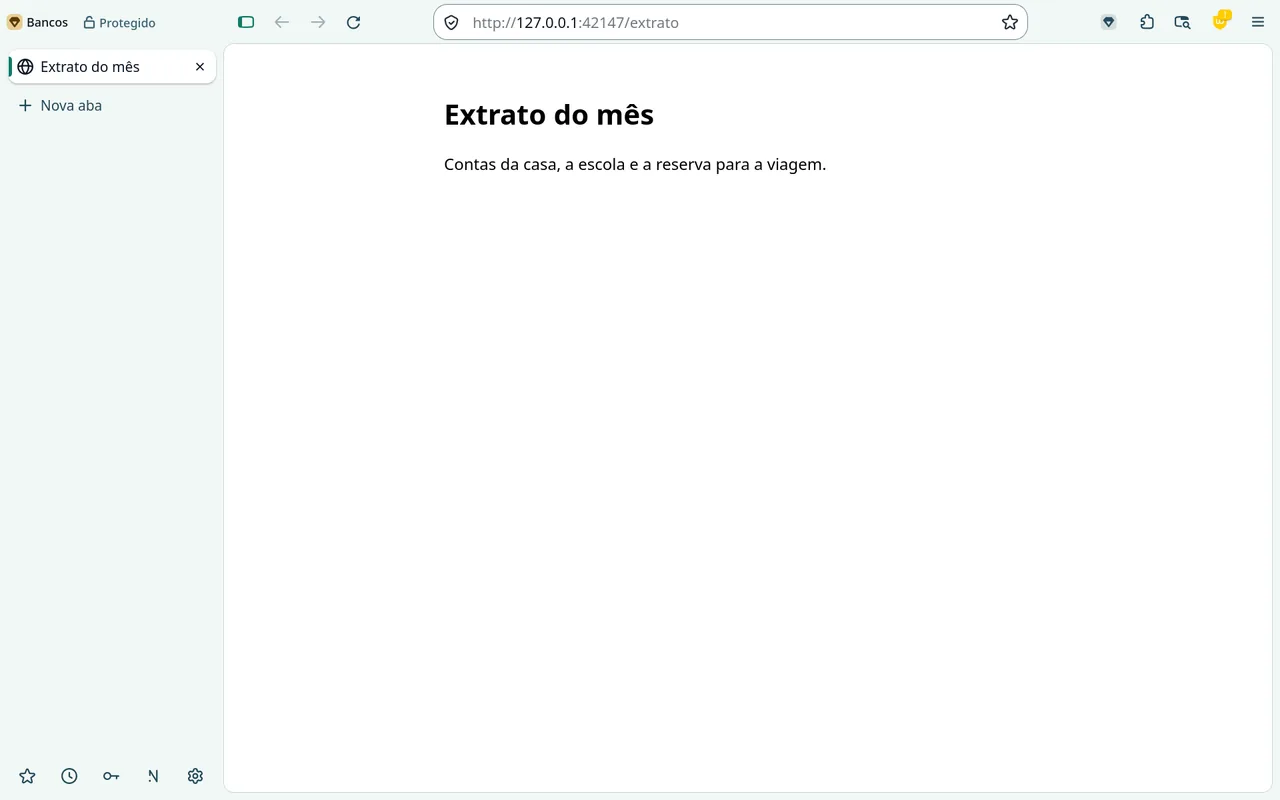 Bancos
Protegido
http://127.0.0.1:42147/extrato
Extrato do mês
Nova aba
Extrato do mês
Contas da casa, a escola e a reserva para a viagem.